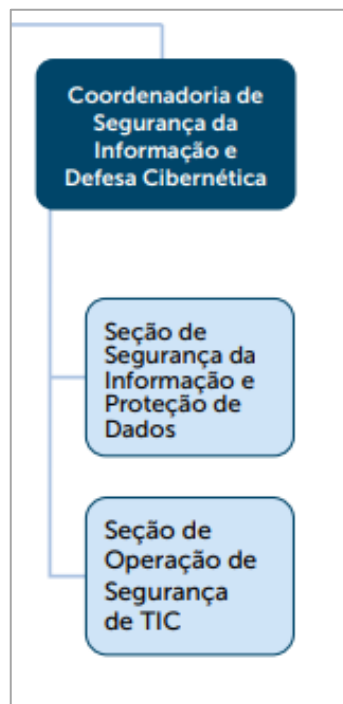 Coordenadoria de
Segurança da
Informação e
Defesa Cibernética
Seção de
Segurança da
Informação e
Proteção de
Dados
Seção de
Operação de
Segurança
de TIC